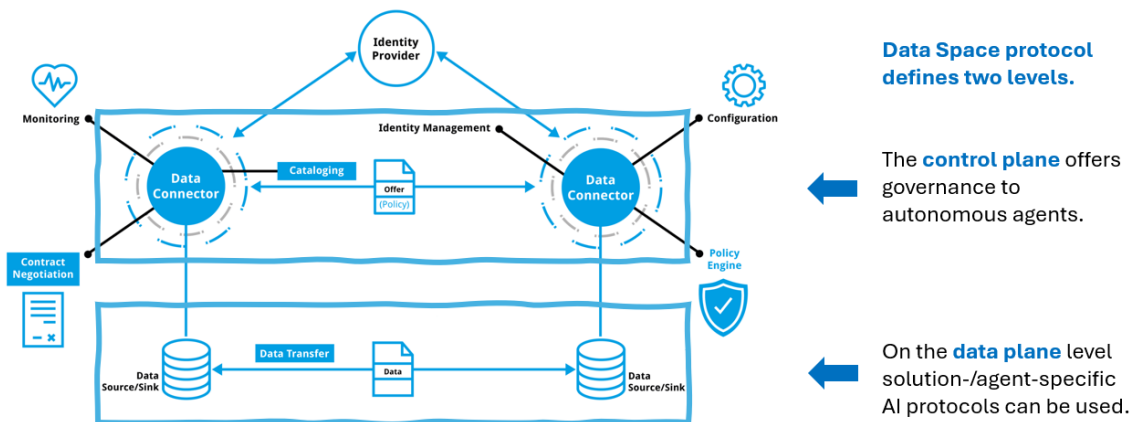 Identity
Provider
Monitoring
Configuration
Identity Management
Cataloging
Data
Connector
Offer
(Policy)
Data
Connector
Contract
Negotiation
Policy
Engine
Data Transfer
Data
Data
Source/Sink
Data
Source/Sink
Data Space protocol
defines two levels.
The control plane offers
governance to
autonomous agents.
On the data plane level
solution-/agent-specific
AI protocols can be used.